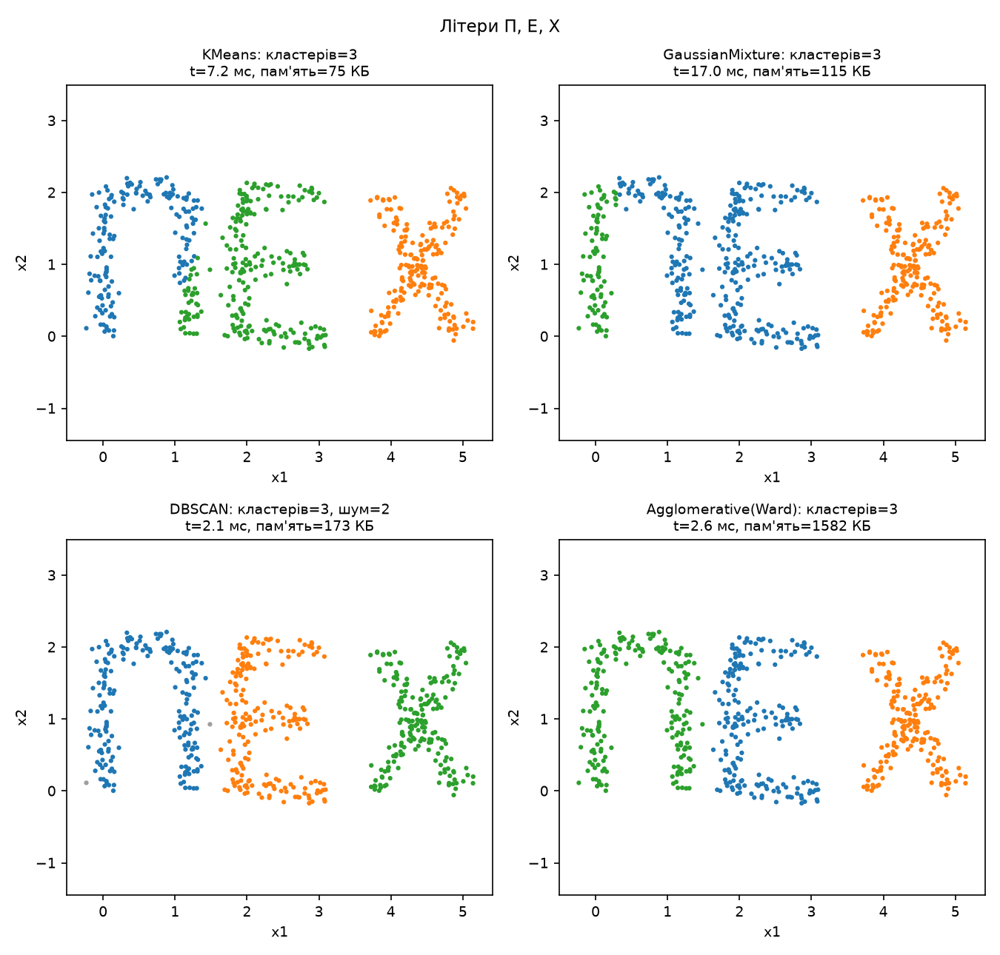 Літери П, Е, Х
KMeans: кластерів=3
t=7.2 мс, пам'ять=75 КБ
3
2
1
0
−1
x2
0 1 2 3 4 5
x1
GaussianMixture: кластерів=3
t=17.0 мс, пам'ять=115 КБ
3
2
1
0
−1
x2
0 1 2 3 4 5
x1
DBSCAN: кластерів=3, шум=2
t=2.1 мс, пам'ять=173 КБ
3
2
1
0
−1
x2
0 1 2 3 4 5
x1
Agglomerative(Ward): кластерів=3
t=2.6 мс, пам'ять=1582 КБ
3
2
1
0
−1
x2
0 1 2 3 4 5
x1